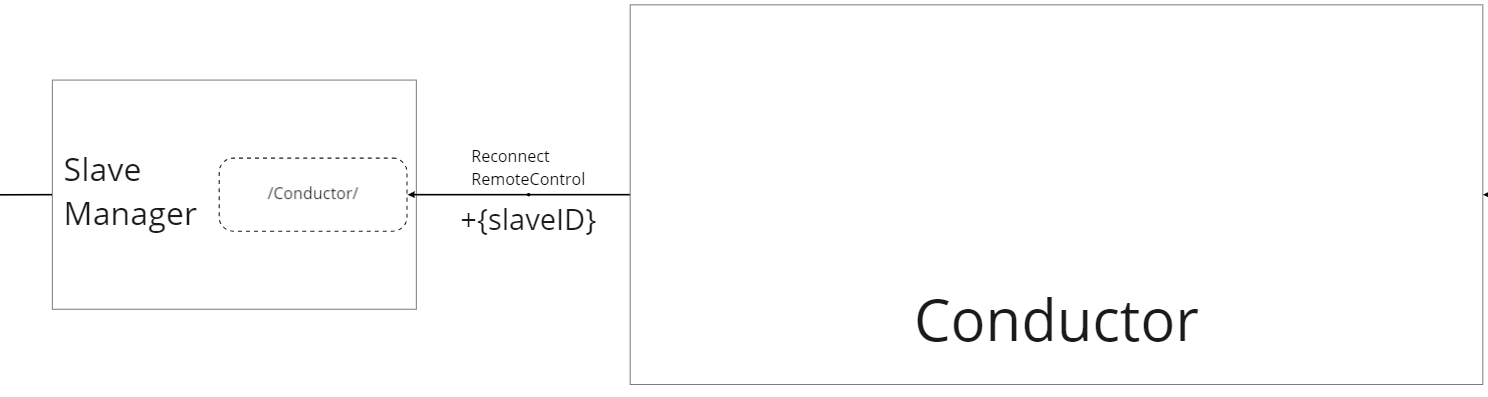 Slave
Manager
/Conductor/
Reconnect
RemoteControl
+{slaveID}
Conductor